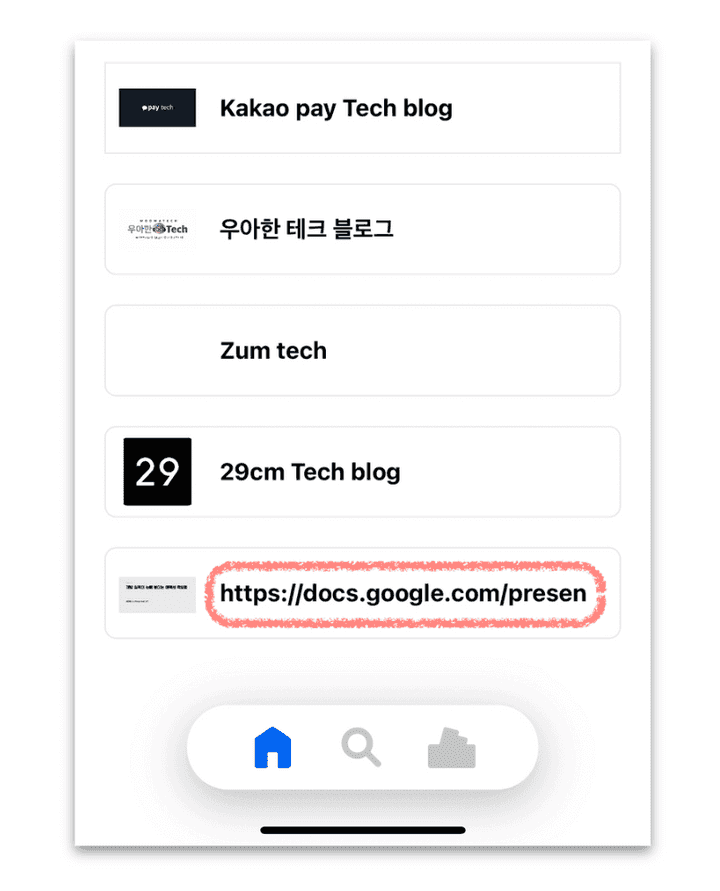 pay tech
Kakao pay Tech blog
우아한 Tech
우아한 테크 블로그
Zum tech
29
29cm Tech blog
https://docs.google.com/presen